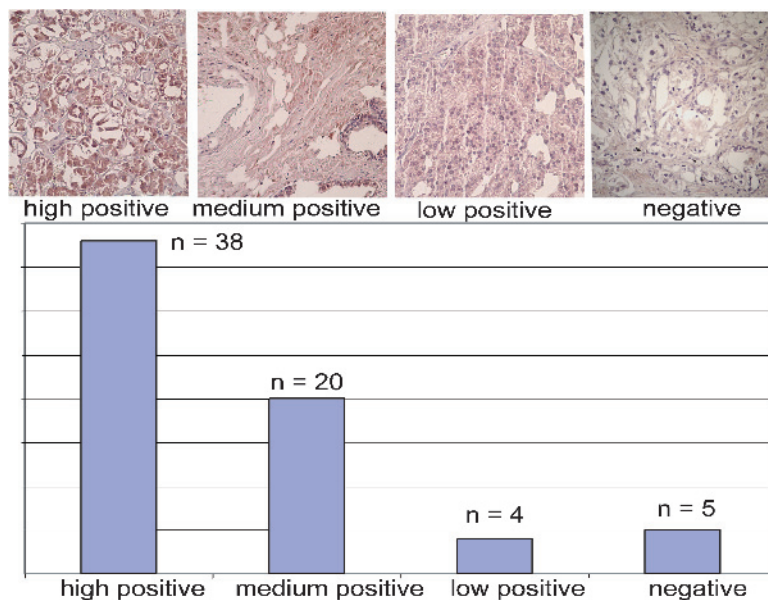 high positive medium positive low positive negative
n = 38
n = 20
n = 4
n = 5
high positive medium positive low positive negative